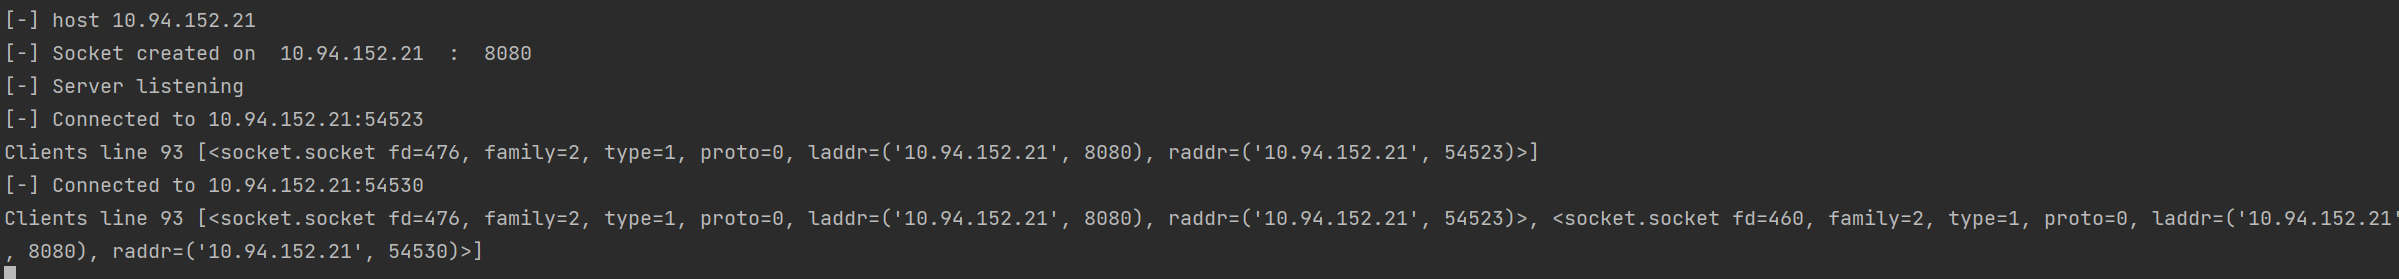 [-] host 10.94.152.21
[-] Socket created on  10.94.152.21  :  8080
[-] Server listening
[-] Connected to 10.94.152.21:54523
Clients line 93 [<socket.socket fd=476, family=2, type=1, proto=0, laddr=('10.94.152.21', 8080), raddr=('10.94.152.21', 54523)>]
[-] Connected to 10.94.152.21:54530
Clients line 93 [<socket.socket fd=476, family=2, type=1, proto=0, laddr=('10.94.152.21', 8080), raddr=('10.94.152.21', 54523)>, <socket.socket fd=460, family=2, type=1, proto=0, laddr=('10.94.152.21'
, 8080), raddr=('10.94.152.21', 54530)>]